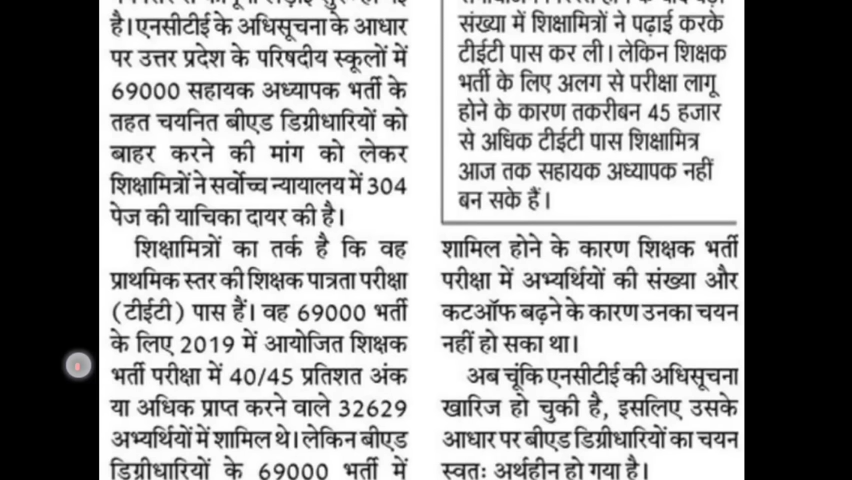 है। एनसीटीई के अधिसूचना के आधार
पर उत्तर प्रदेश के परिषदीय स्कूलों में
69000 सहायक अध्यापक भर्ती के
तहत चयनित बीएड डिग्रीधारियों को
बाहर करने की मांग को लेकर
शिक्षामित्रों ने सर्वोच्च न्यायालय में 304
पेज की याचिका दायर की है।
शिक्षामित्रों का तर्क है कि वह
प्राथमिक स्तर की शिक्षक पात्रता परीक्षा
(टीईटी) पास हैं। वह 69000 भर्ती
के लिए 2019 में आयोजित शिक्षक
भर्ती परीक्षा में 40/45 प्रतिशत अंक
या अधिक प्राप्त करने वाले 32629
अभ्यर्थियों में शामिल थे। लेकिन बीएड
डिग्रीधारियों के 69000 भर्ती में
संख्या में शिक्षामित्रों ने पढ़ाई करके
टीईटी पास कर ली। लेकिन शिक्षक
भर्ती के लिए अलग से परीक्षा लागू
होने के कारण तकरीबन 45 हजार
से अधिक टीईटी पास शिक्षामित्र
आज तक सहायक अध्यापक नहीं
बन सके हैं।
शामिल होने के कारण शिक्षक भर्ती
परीक्षा में अभ्यर्थियों की संख्या और
कटऑफ बढ़ने के कारण उनका चयन
नहीं हो सका था।
अब चूंकि एनसीटीई की अधिसूचना
खारिज हो चुकी है, इसलिए उसके
आधार पर बीएड डिग्रीधारियों का चयन
स्वतः अर्थहीन हो गया है।